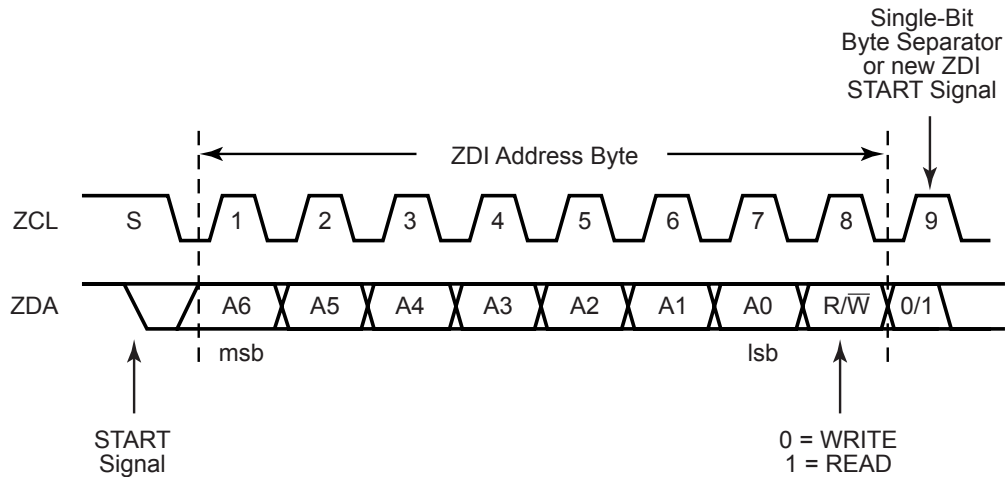 Single-Bit
Byte Separator
or new ZDI
START Signal
ZDI Address Byte
ZCL S 1 2 3 4 5 6 7 8 9
ZDA A6 A5 A4 A3 A2 A1 A0 R/W̅ 0/1
msb lsb
START
Signal
0 = WRITE
1 = READ